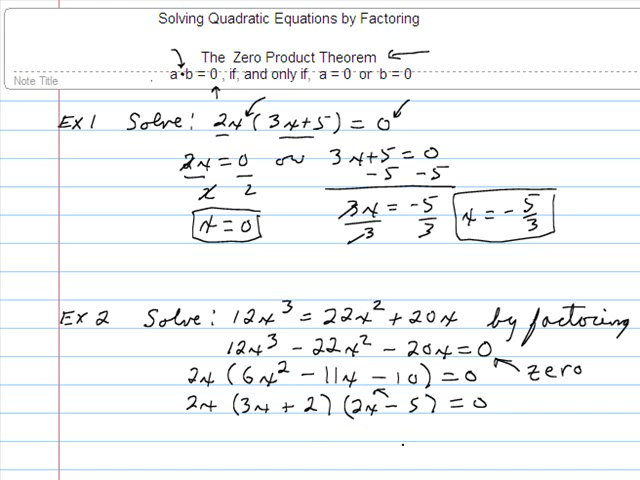 Solving Quadratic Equations by Factoring
The Zero Product Theorem
a•b = 0 , if, and only if, a = 0 or b = 0
Note Title
EX 1 Solve: 2x (3x+5) = 0
2x = 0 or 3x+5 = 0
2 2 -5 -5
x = 0 3x/3 = -5/3 x = -5/3
EX 2 Solve: 12x³ = 22x² + 20x by factoring
12x³ - 22x² - 20x = 0
2x (6x² - 11x - 10) = 0 zero
2x (3x + 2) (2x - 5) = 0